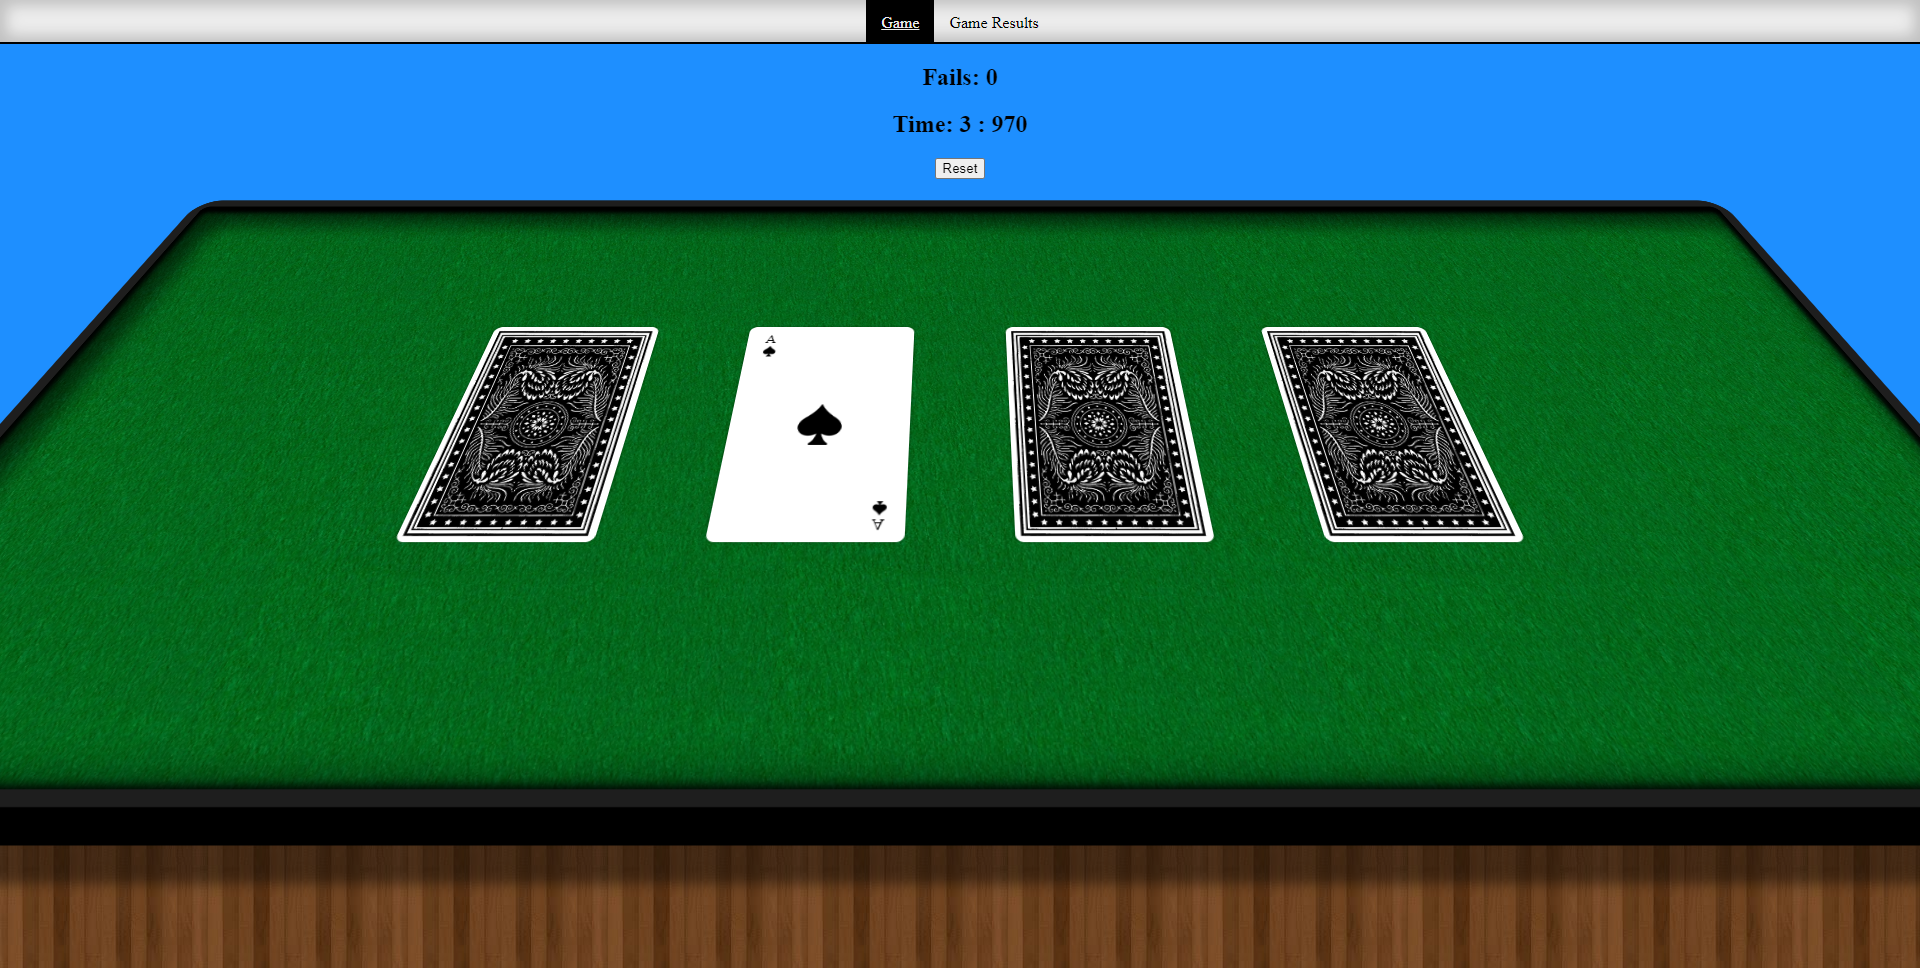 Game Game Results
Fails: 0
Time: 3 : 970
Reset
A
A